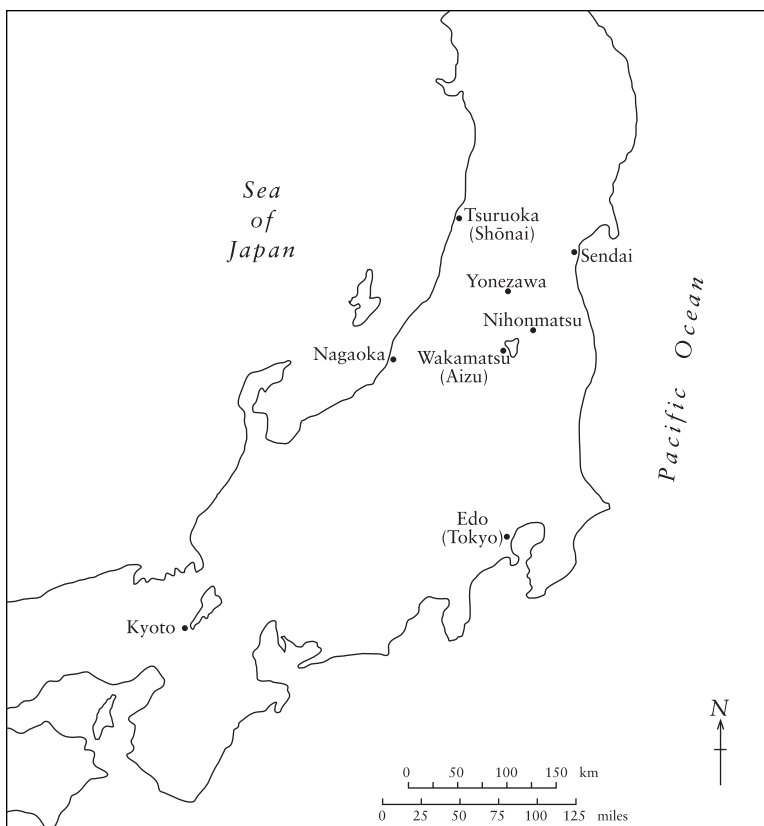 Sea
of
Japan
Tsuruoka
(Shōnai)
Sendai
Yonezawa
Nihonmatsu
Nagaoka
Wakamatsu
(Aizu)
Pacific Ocean
Edo
(Tokyo)
Kyoto
N
0 50 100 150 km
0 25 50 75 100 125 miles